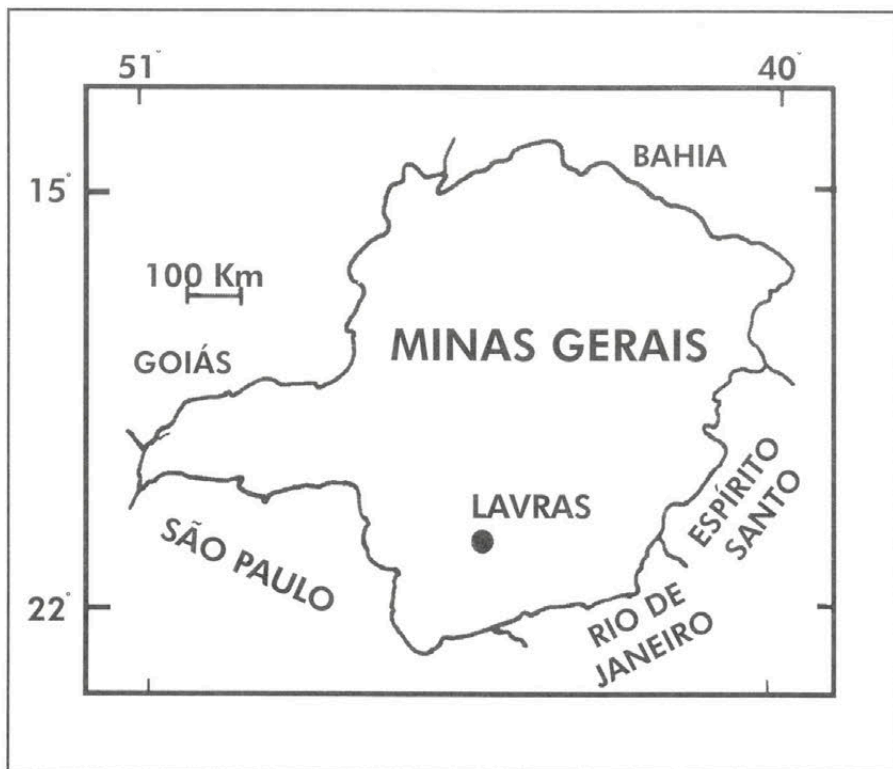 51°
40°
BAHIA
15°
100 Km
MINAS GERAIS
GOIÁS
LAVRAS
ESPÍRITO
SANTO
SÃO PAULO
22°
RIO DE
JANEIRO